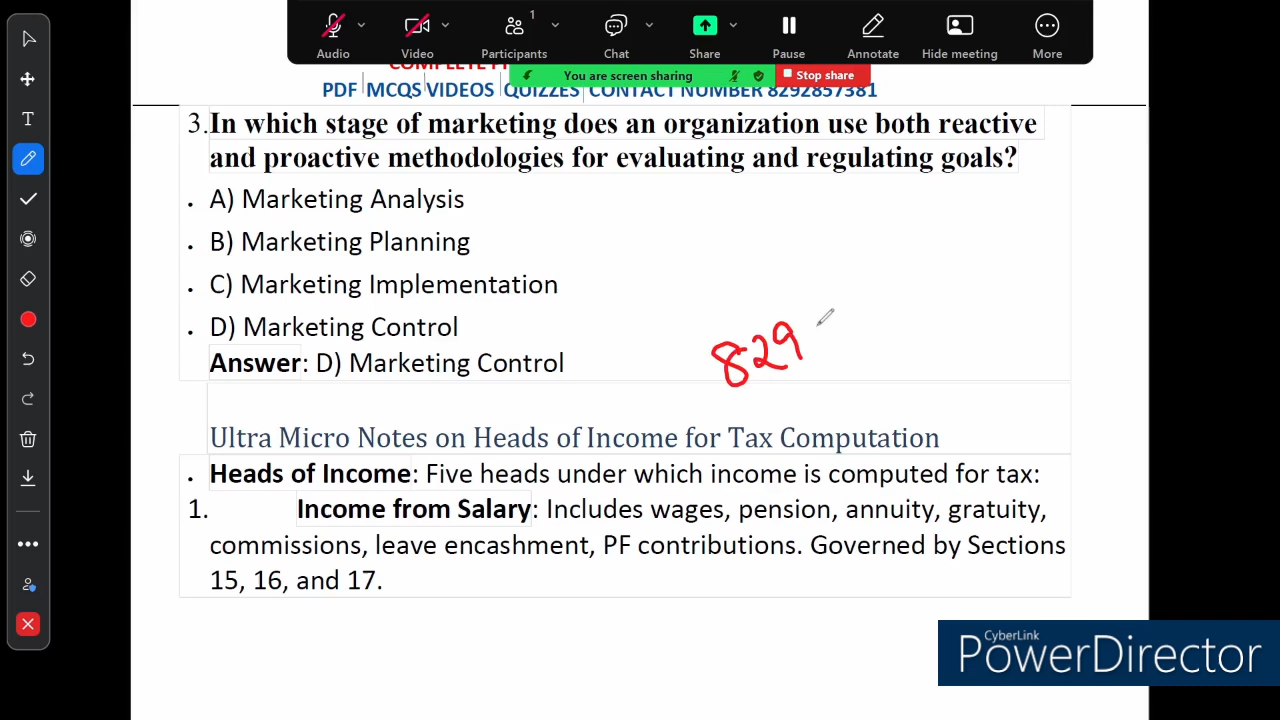 1
Audio Video Participants Chat Share Pause Annotate Hide meeting More
You are screen sharing Stop share
PDF MCQS VIDEOS QUIZZES CONTACT NUMBER 8292857381
3. In which stage of marketing does an organization use both reactive
and proactive methodologies for evaluating and regulating goals?
• A) Marketing Analysis
• B) Marketing Planning
• C) Marketing Implementation
• D) Marketing Control
829
Answer: D) Marketing Control
Ultra Micro Notes on Heads of Income for Tax Computation
• Heads of Income: Five heads under which income is computed for tax:
1. Income from Salary: Includes wages, pension, annuity, gratuity,
commissions, leave encashment, PF contributions. Governed by Sections
15, 16, and 17.
CyberLink
PowerDirector